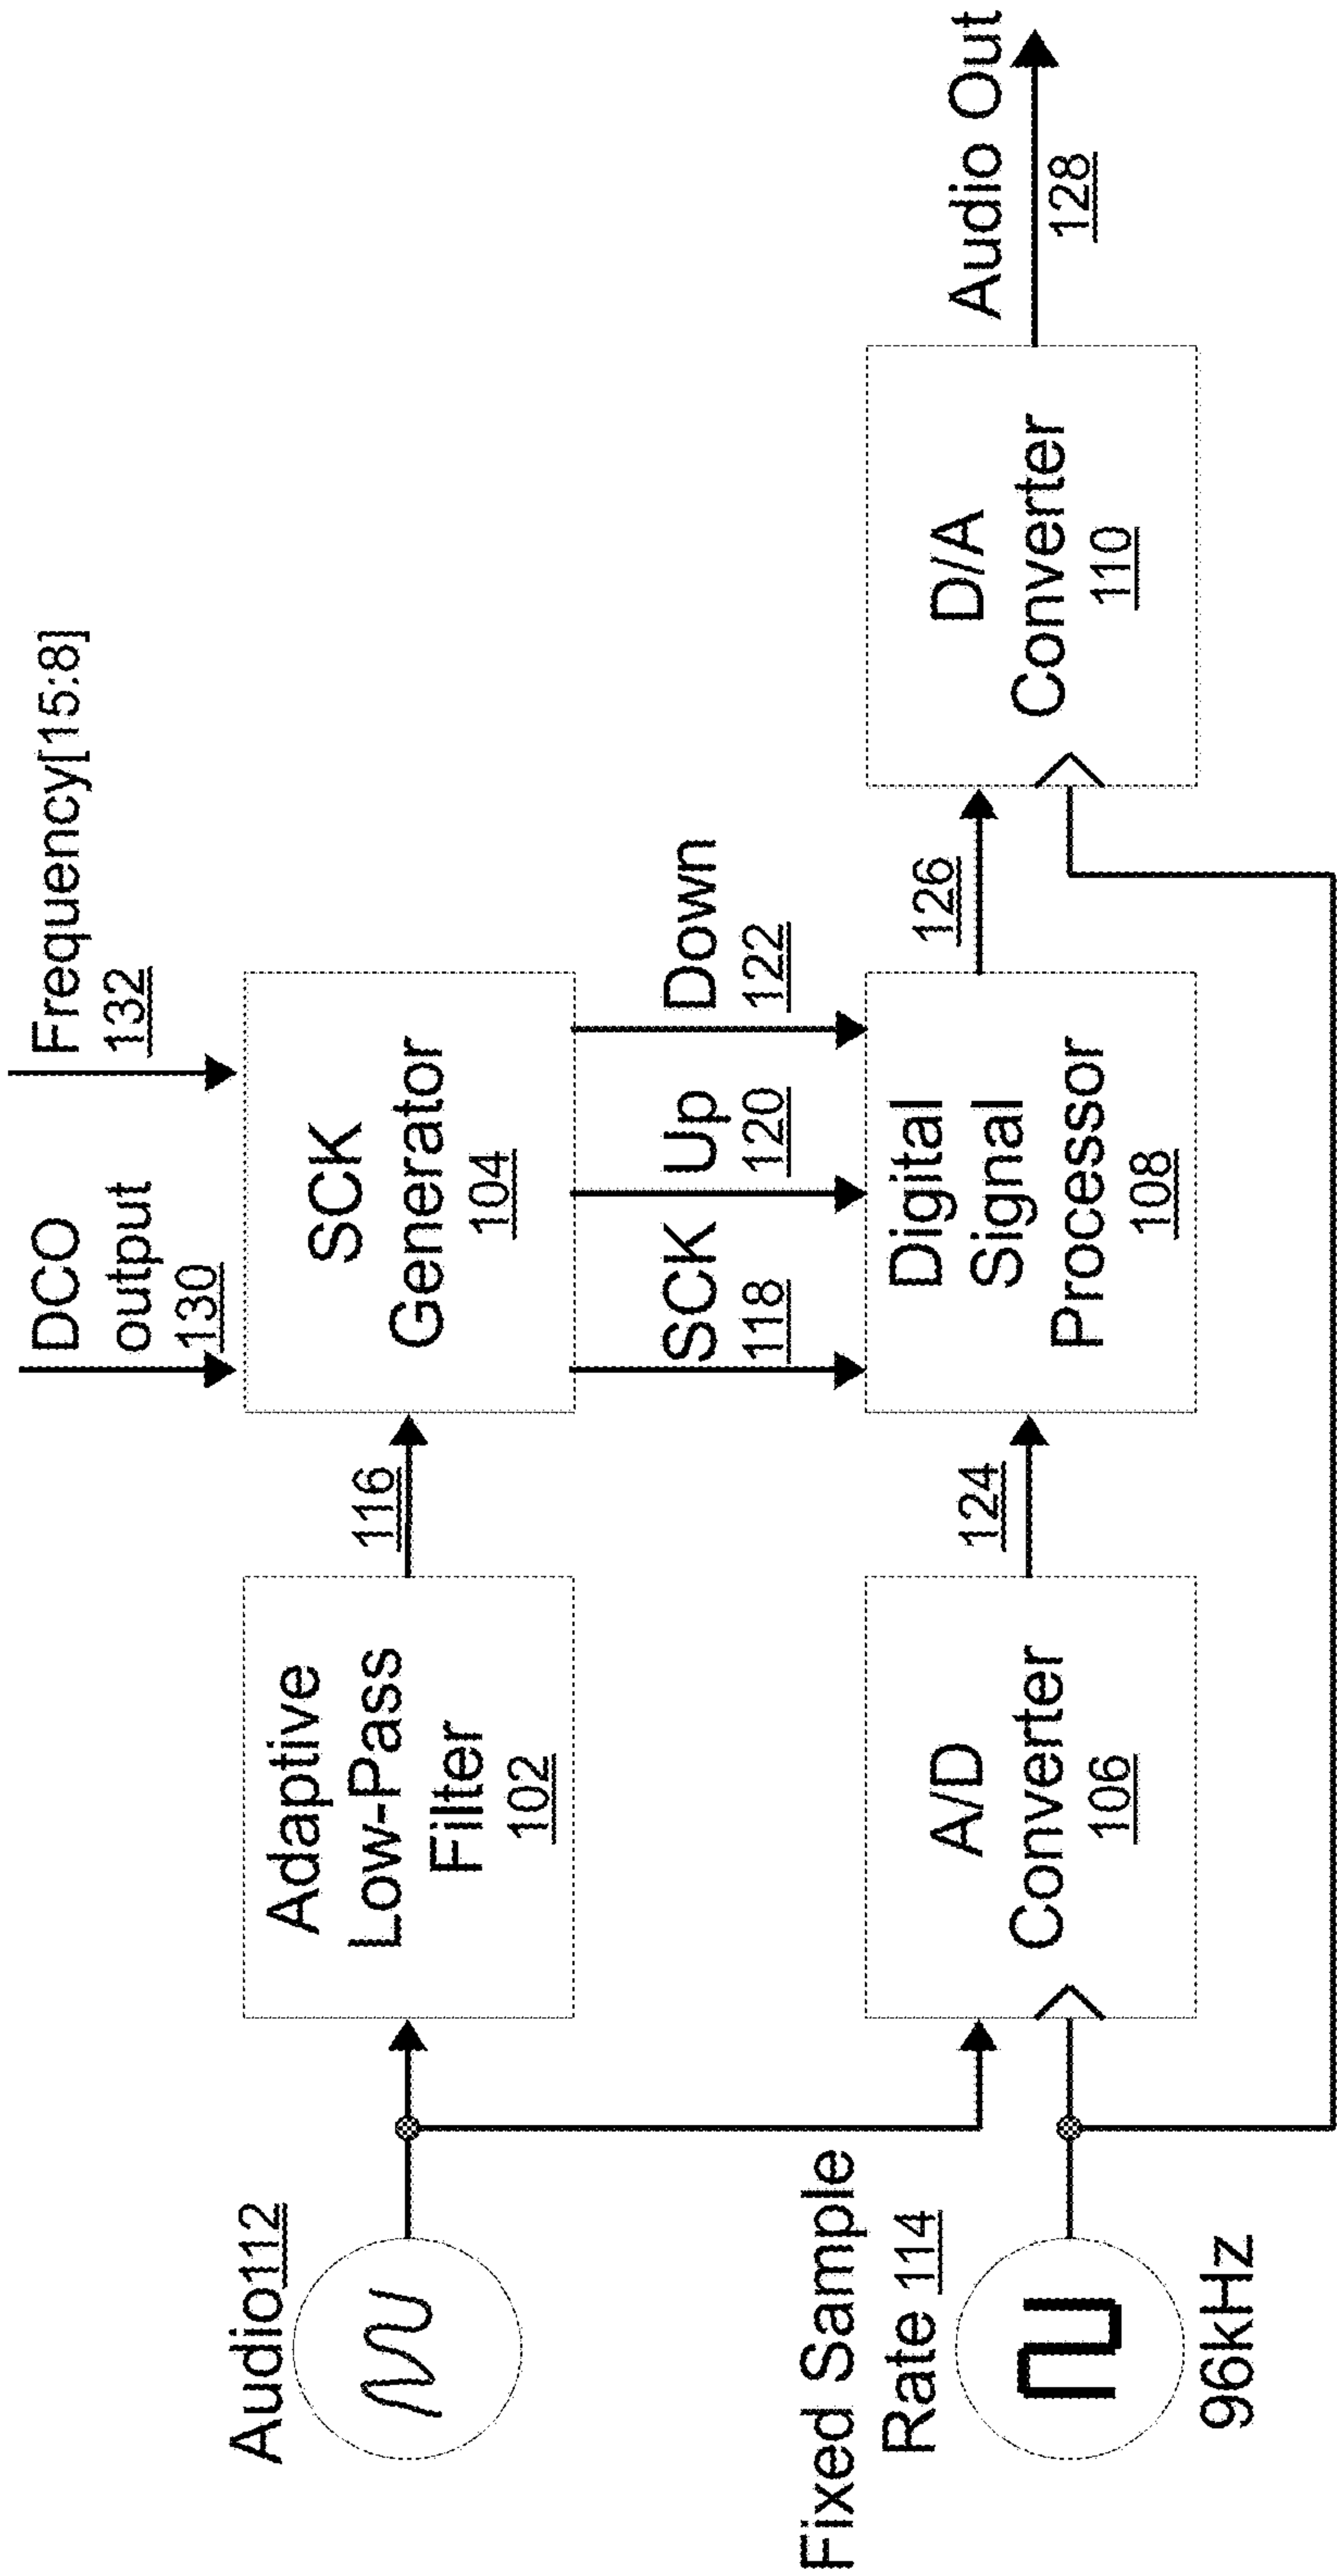 DCO
output
130
Frequency[15:8]
132
Audio112
Adaptive
Low-Pass
Filter
102
116
SCK
Generator
104
SCK
118
Up
120
Down
122
Fixed Sample
Rate 114
96kHz
A/D
Converter
106
124
Digital
Signal
Processor
108
126
D/A
Converter
110
Audio Out
128